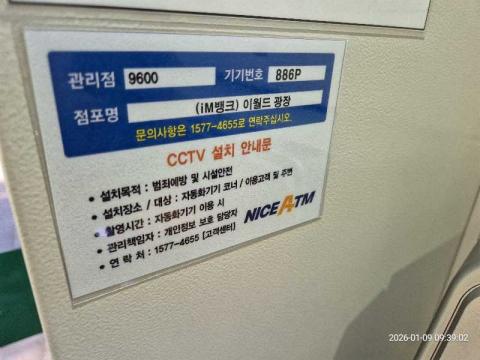 관리점 9600 기기번호 886P
점포명 (iM뱅크) 이월드 광장
문의사항은 1577-4655로 연락주십시오.
CCTV 설치 안내문
• 설치목적 : 범죄예방 및 시설안전
• 설치장소 / 대상 : 자동화기기 코너 / 이용고객 및 주변
• 촬영시간 : 자동화기기 이용 시
• 관리책임자 : 개인정보 보호 담당자
• 연 락 처 : 1577-4655 [고객센터]
NICE ATM
2026-01-09 09:39:02